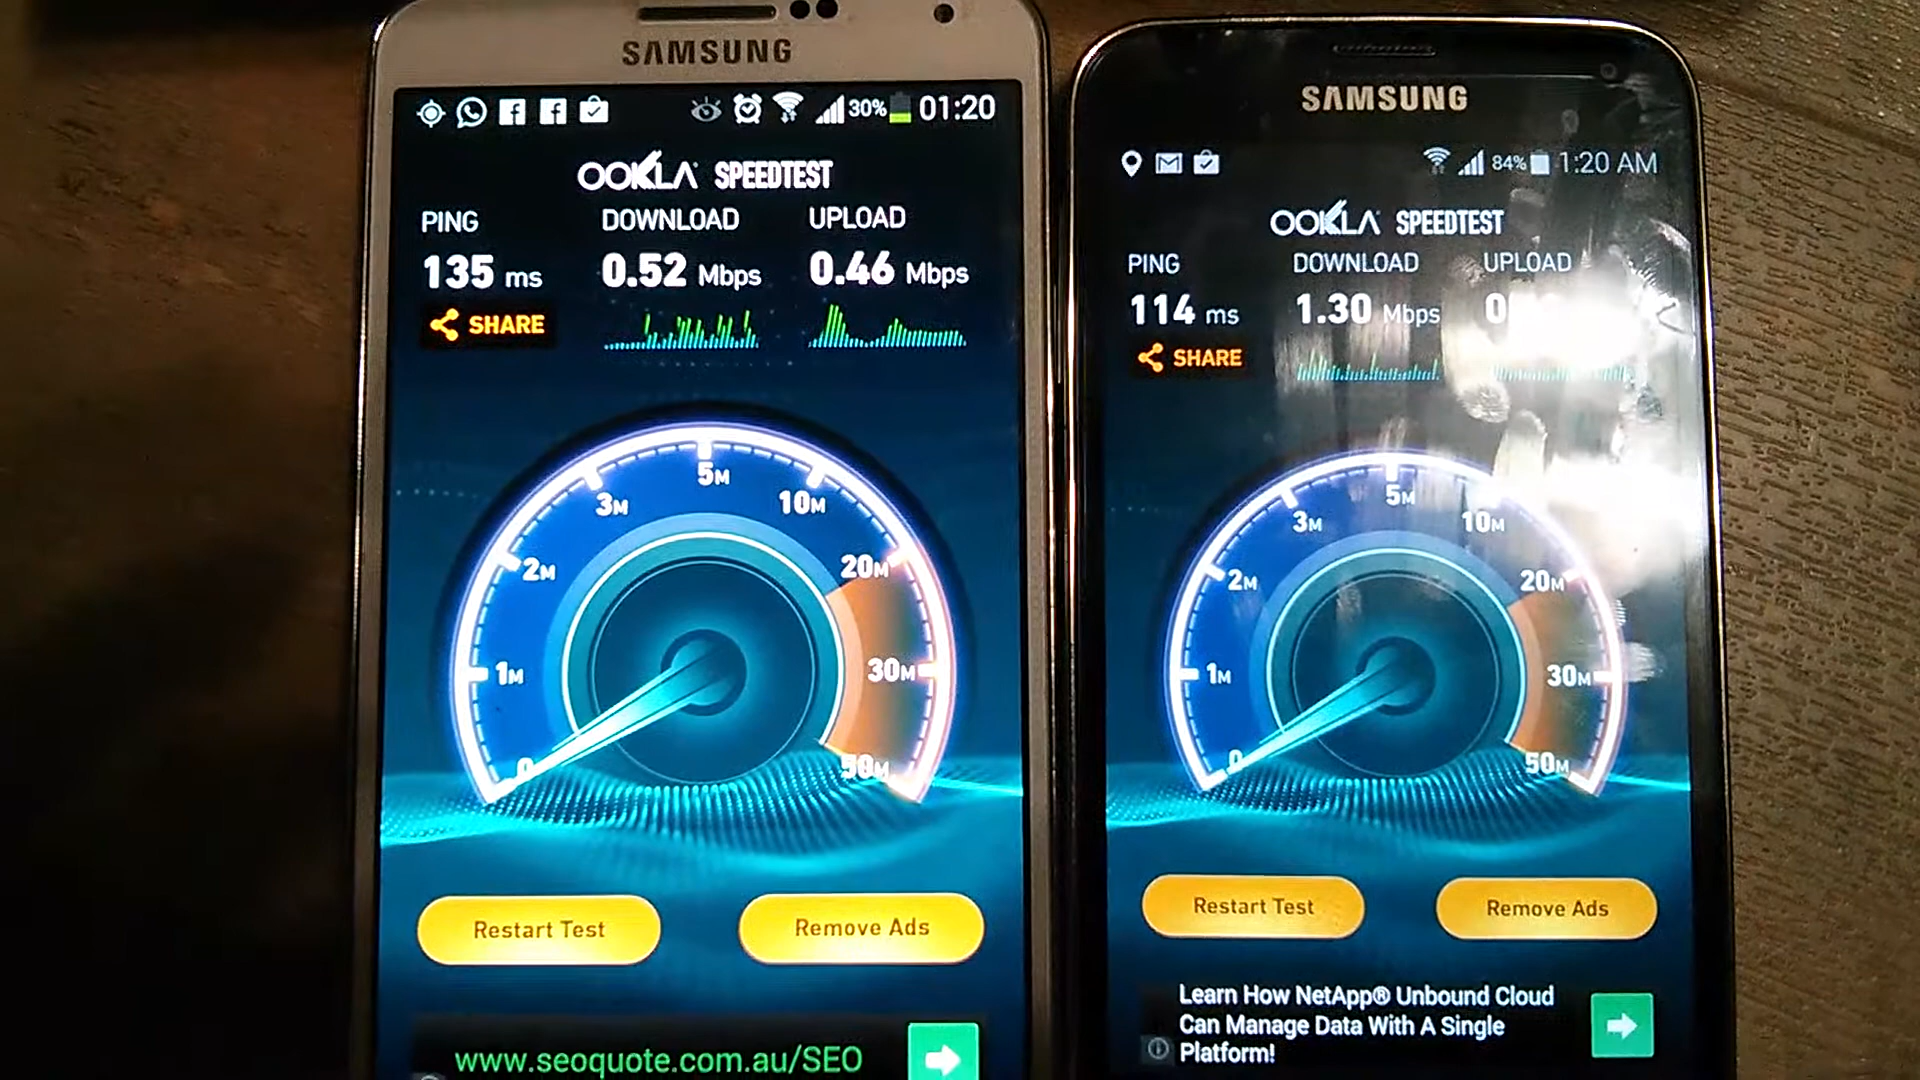 SAMSUNG
30% 01:20
OOKLA SPEEDTEST
PING DOWNLOAD UPLOAD
135 ms 0.52 Mbps 0.46 Mbps
SHARE
5M
3M 10M
2M 20M
1M 30M
0 50M
Restart Test Remove Ads
www.seoquote.com.au/SEO
SAMSUNG
84% 1:20 AM
OOKLA SPEEDTEST
PING DOWNLOAD UPLOAD
114 ms 1.30 Mbps
SHARE
5M
3M 10M
2M 20M
1M 30M
0 50M
Restart Test Remove Ads
Learn How NetApp® Unbound Cloud
Can Manage Data With A Single
Platform!